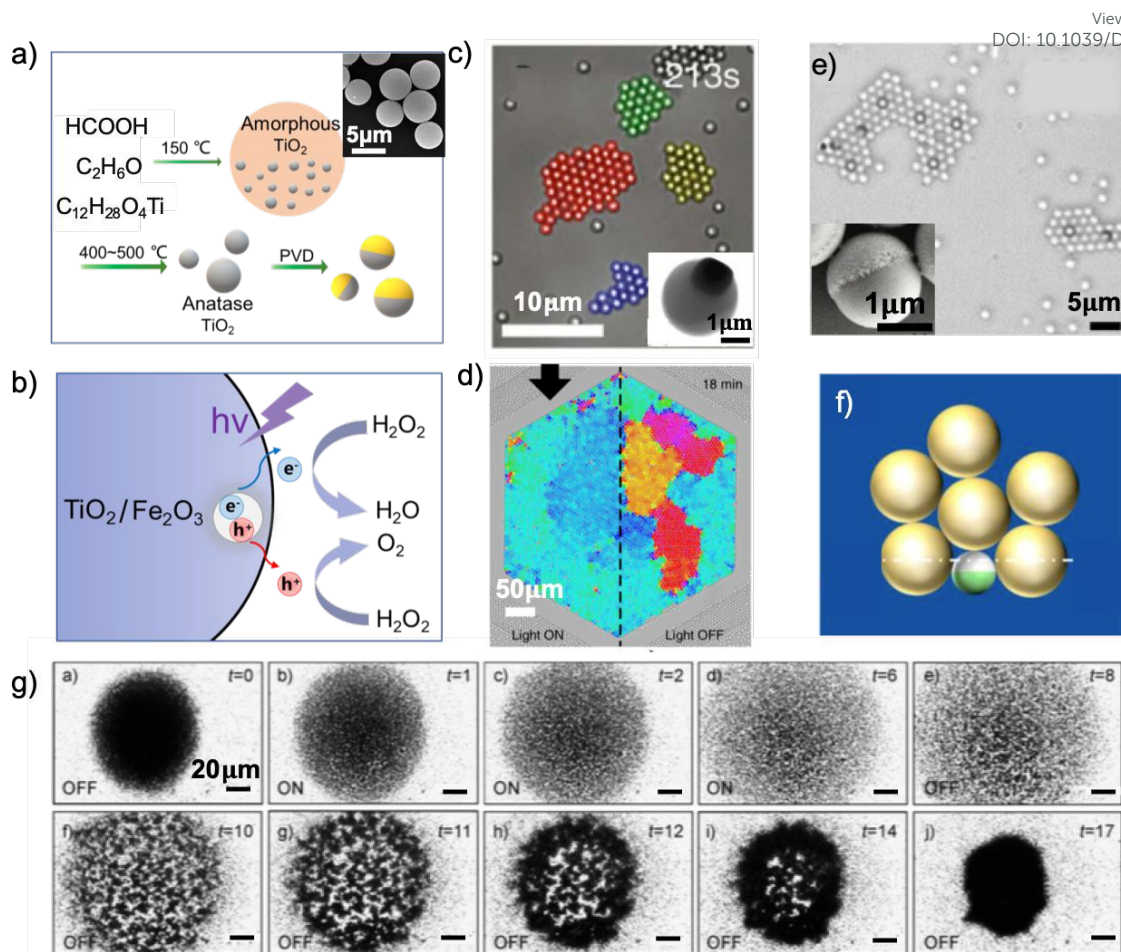 View
DOI: 10.1039/D
a)
HCOOH
C₂H₆O
C₁₂H₂₈O₄Ti
150 ℃
Amorphous
TiO₂
5μm
400~500 ℃
Anatase
TiO₂
PVD
b)
hv
TiO₂/Fe₂O₃
e⁻
h⁺
e⁻
h⁺
H₂O₂
H₂O
O₂
H₂O₂
c)
213s
10μm
1μm
d)
18 min
50μm
Light ON
Light OFF
e)
1μm
5μm
f)
g)
a) t=0
OFF
20μm
b) t=1
ON
c) t=2
ON
d) t=6
ON
e) t=8
OFF
f) t=10
OFF
g) t=11
OFF
h) t=12
OFF
i) t=14
OFF
j) t=17
OFF